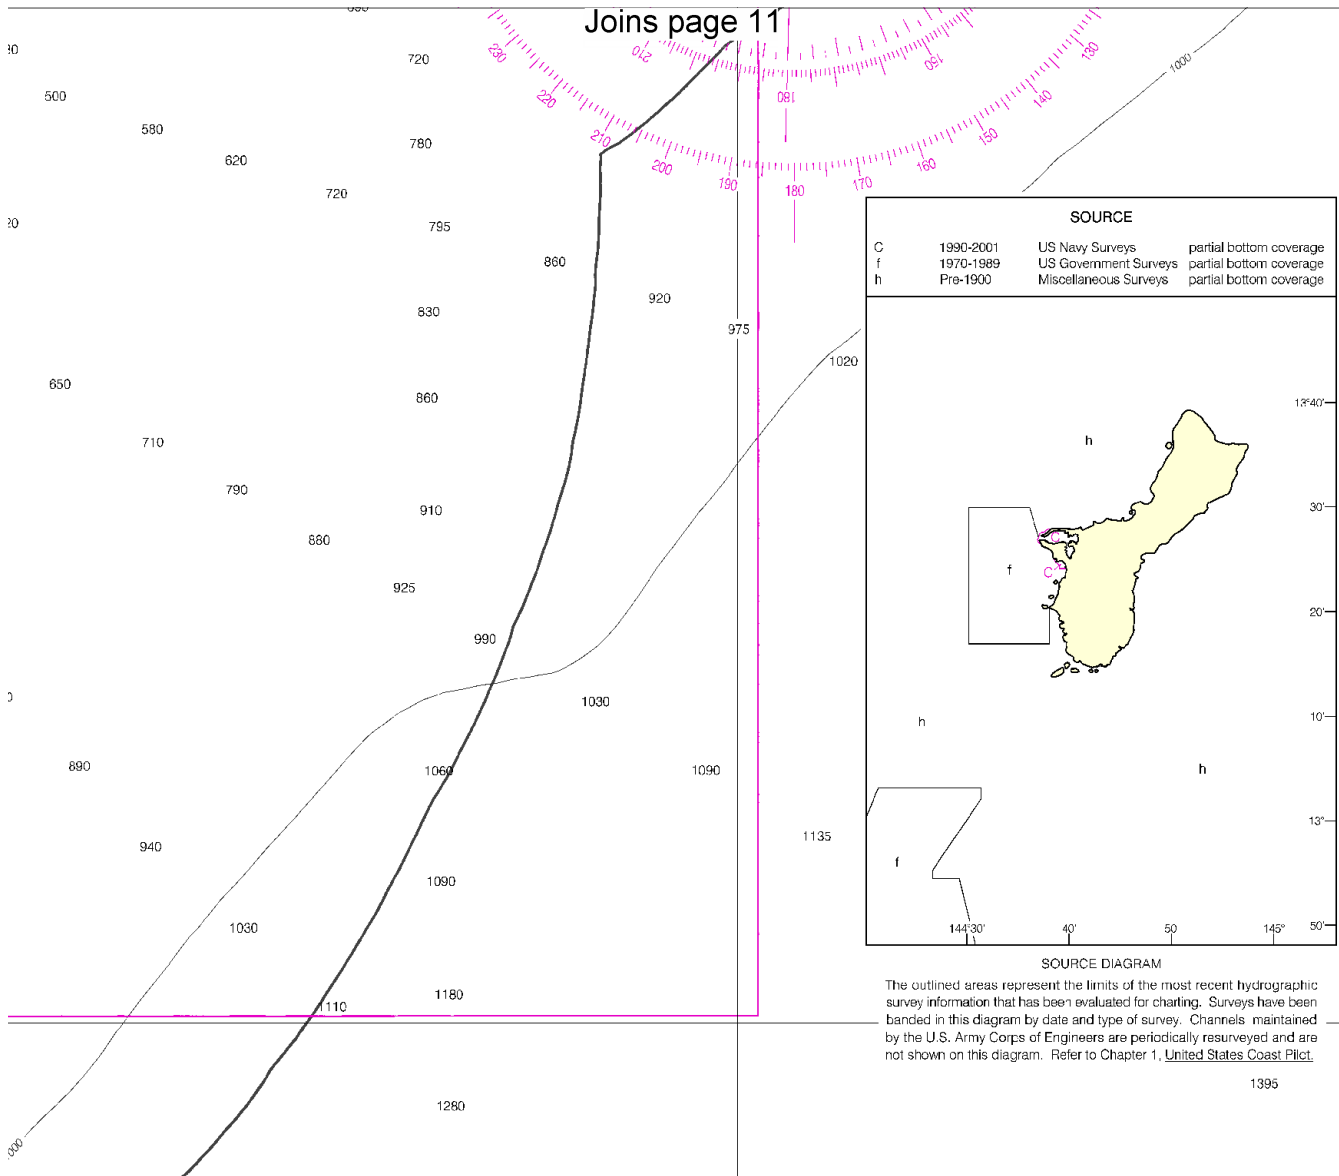 Joins page 11
720
500
580
620
780
720
795
860
920
830
975
1020
650
860
710
790
910
880
925
990
1030
890
1060
1090
1135
940
1090
1030
1180
1110
1280
1000
230
220
210
200
190
180
170
160
150
140
130
210
180
150
SOURCE
C 1990-2001 US Navy Surveys partial bottom coverage
f 1970-1989 US Government Surveys partial bottom coverage
h Pre-1900 Miscellaneous Surveys partial bottom coverage
13°40'
h
30'
C
f
C
20'
10'
h
h
13°
f
50'
144°30' 40' 50 145°
SOURCE DIAGRAM
The outlined areas represent the limits of the most recent hydrographic
survey information that has been evaluated for charting. Surveys have been
banded in this diagram by date and type of survey. Channels maintained
by the U.S. Army Corps of Engineers are periodically resurveyed and are
not shown on this diagram. Refer to Chapter 1, United States Coast Pilot.
1395